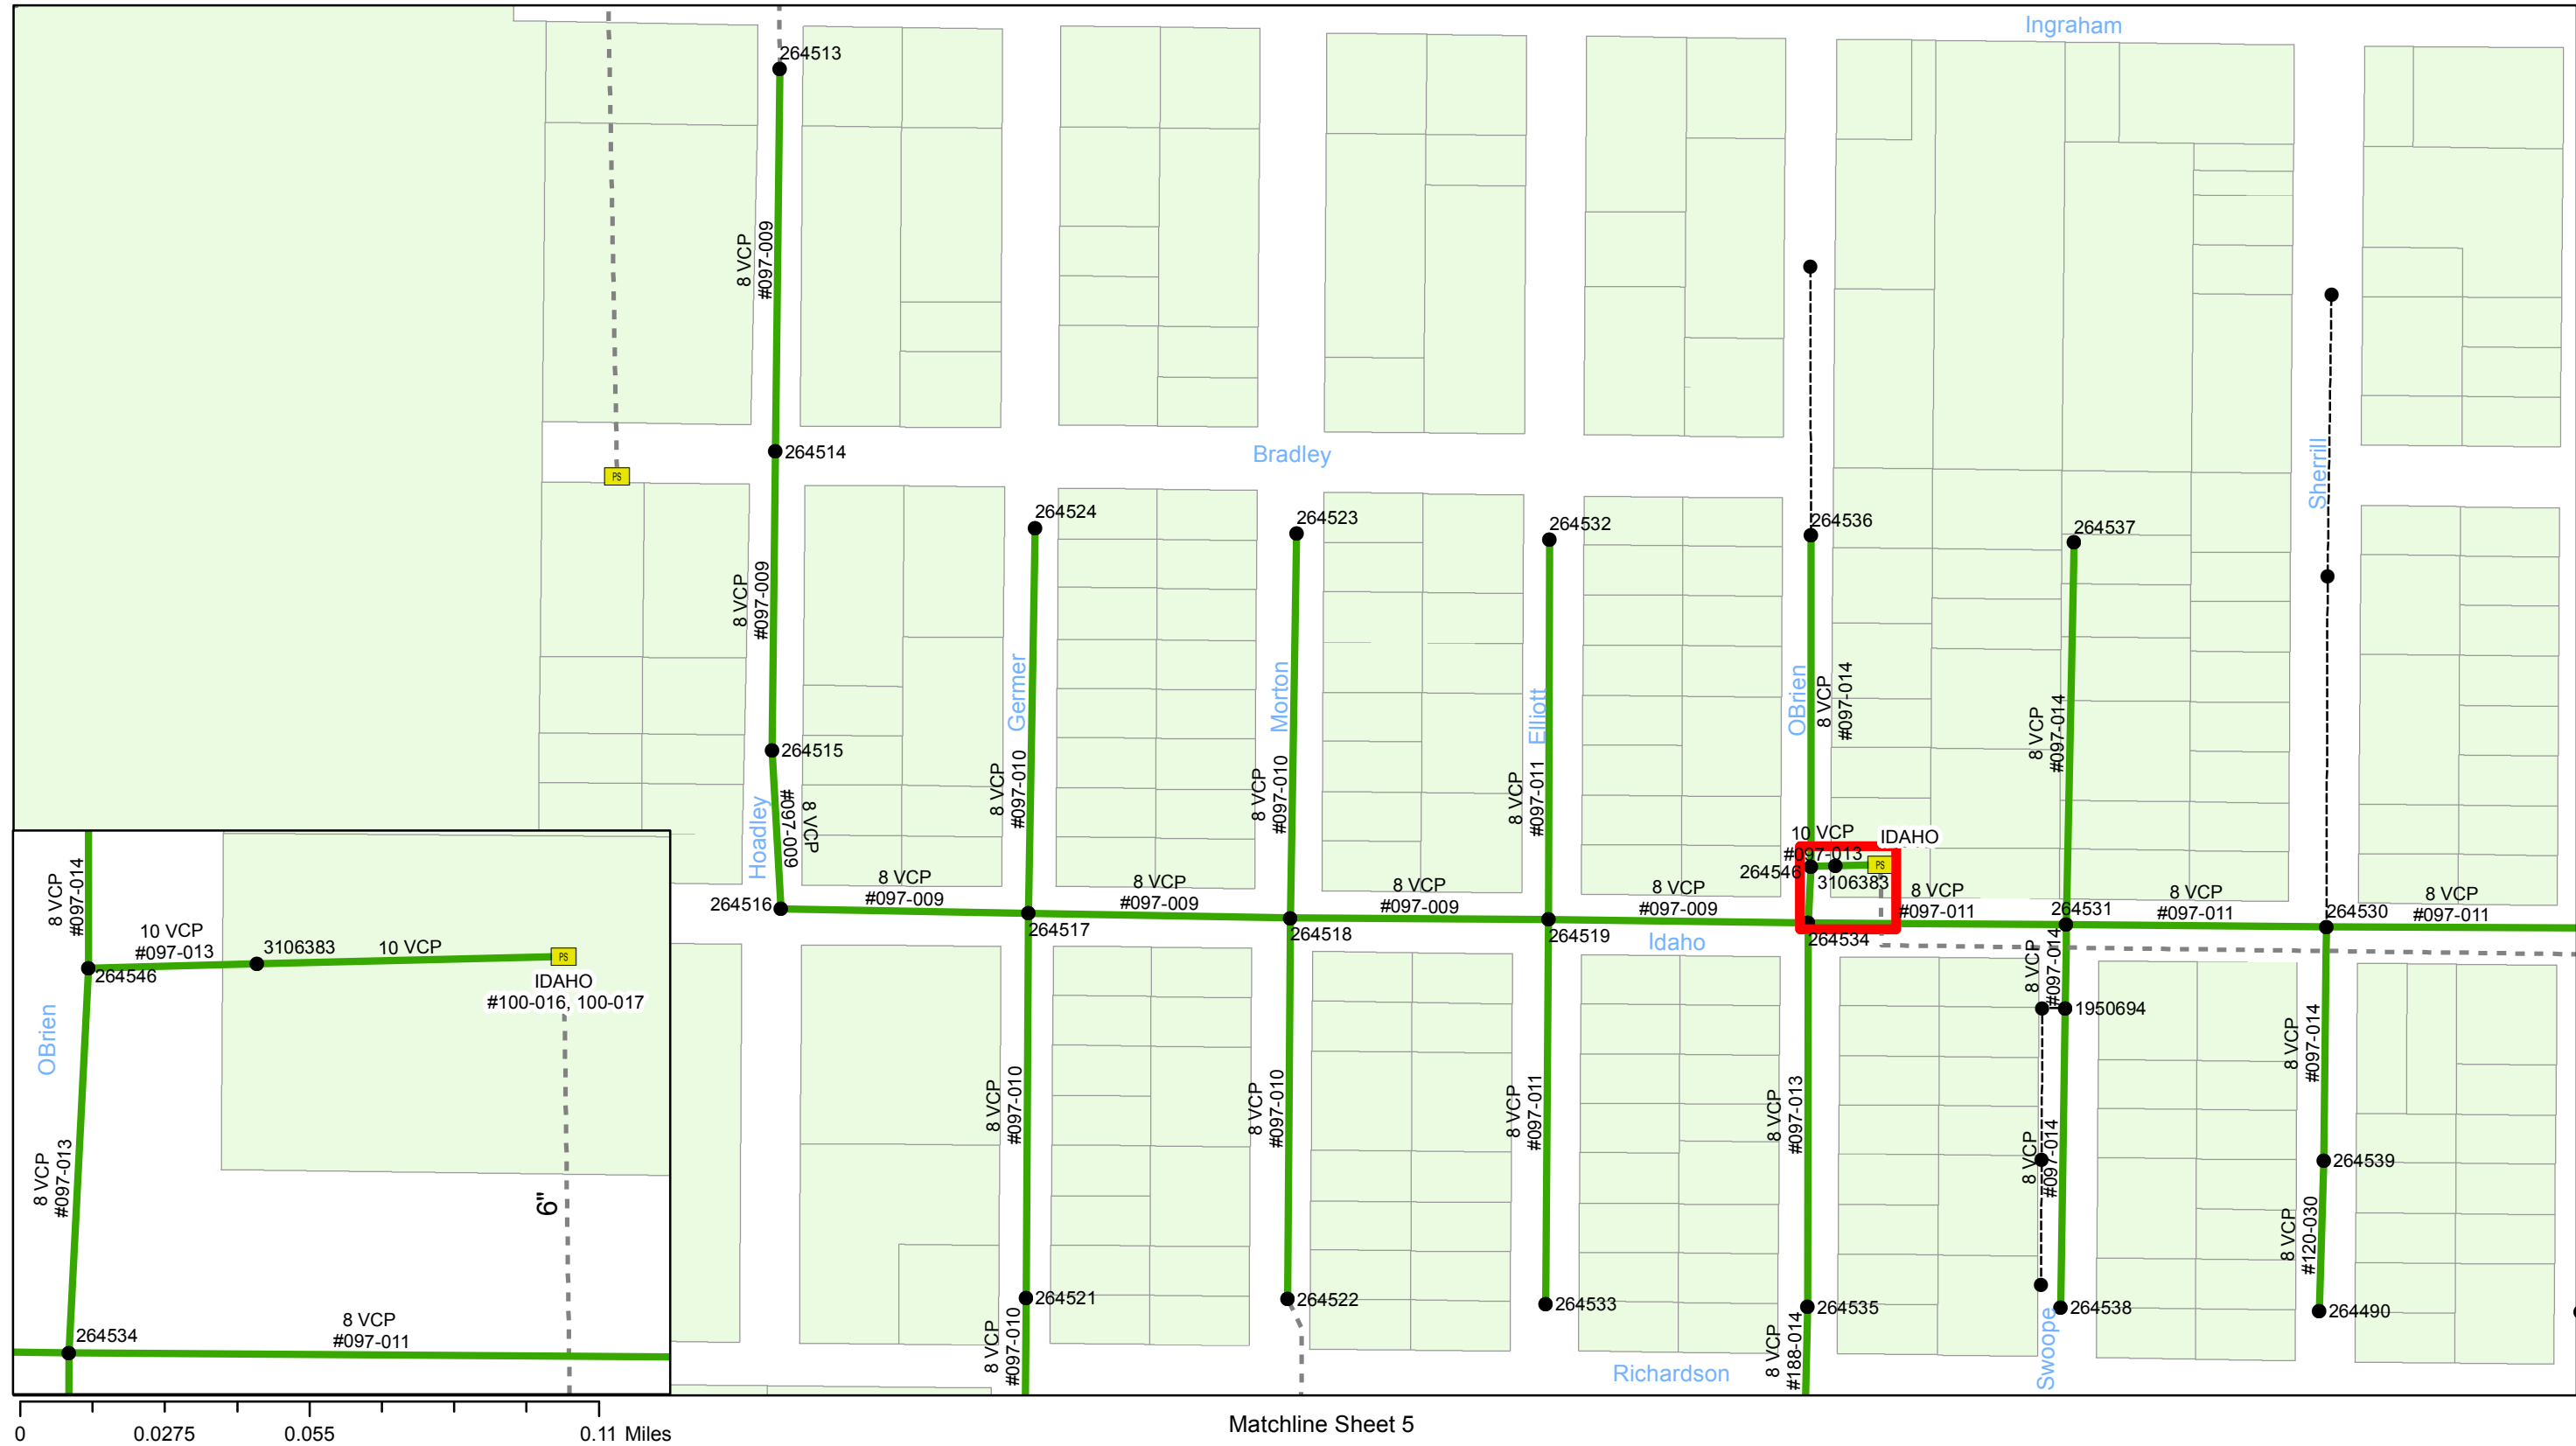 Ingraham
264513
8 VCP
#097-009
264514
Bradley
PS
264524
264523
264532
264536
264537
Sherrill
8 VCP
#097-009
Germer
Morton
Elliott
OBrien
8 VCP
#097-014
8 VCP
#097-014
264515
8 VCP
#097-010
8 VCP
#097-010
8 VCP
#097-011
Hoadley
8 VCP
#097-009
10 VCP
#097-013
IDAHO
PS
264546
3106383
264516
8 VCP
#097-009
8 VCP
#097-009
8 VCP
#097-009
8 VCP
#097-009
8 VCP
#097-011
264531
8 VCP
#097-011
264530
8 VCP
#097-011
264517
264518
264519
Idaho
264534
8 VCP
#097-014
1950694
8 VCP
#097-010
8 VCP
#097-010
8 VCP
#097-011
8 VCP
#097-013
8 VCP
#097-014
8 VCP
#097-014
264539
8 VCP
#120-030
264521
264522
264533
264535
264538
264490
8 VCP
#097-010
8 VCP
#188-014
Richardson
Swoope
8 VCP
#097-014
10 VCP
#097-013
3106383
10 VCP
PS
264546
IDAHO
#100-016, 100-017
OBrien
8 VCP
#097-013
6"
264534
8 VCP
#097-011
0
0.0275
0.055
0.11 Miles
Matchline Sheet 5